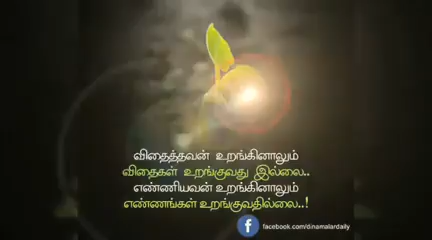 விதைத்தவன் உறங்கினாலும்
விதைகள் உறங்குவது இல்லை..
எண்ணியவன் உறங்கினாலும்
எண்ணங்கள் உறங்குவதில்லை..!
facebook.com/dinamalardaily